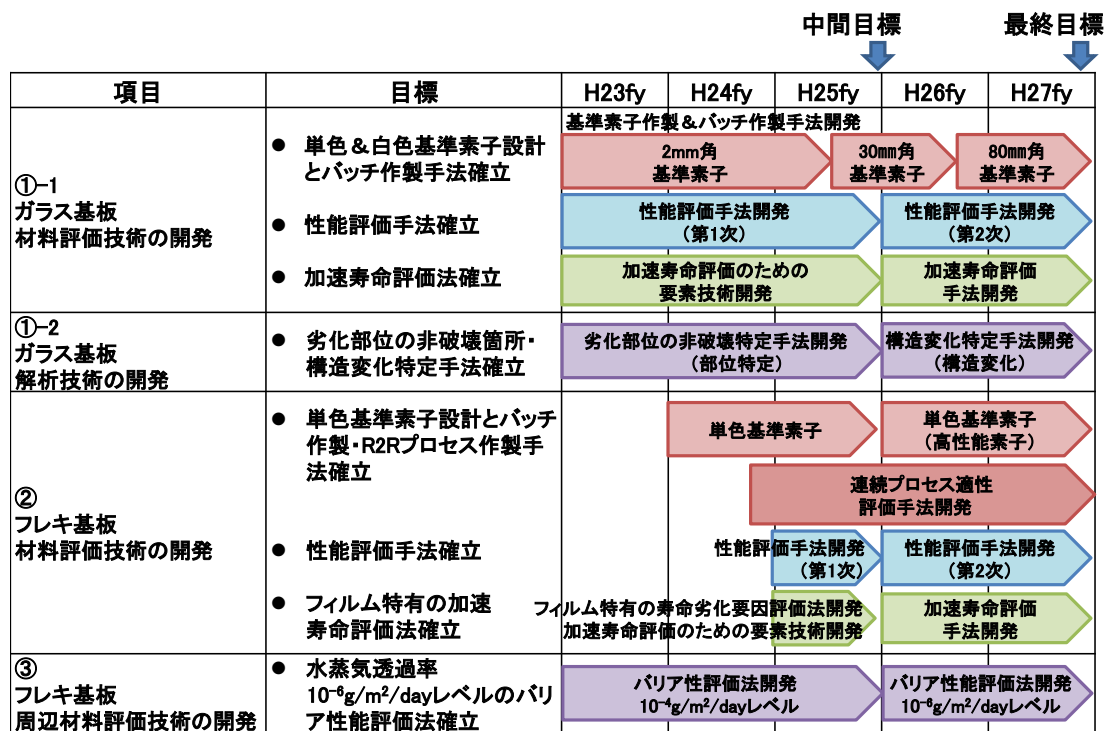 中間目標
最終目標
項目
目標
H23fy
H24fy
H25fy
H26fy
H27fy
①-1
ガラス基板
材料評価技術の開発
● 単色&白色基準素子設計
とバッチ作製手法確立
● 性能評価手法確立
● 加速寿命評価法確立
基準素子作製&バッチ作製手法開発
2mm角
基準素子
30㎜角
基準素子
80㎜角
基準素子
性能評価手法開発
(第1次)
性能評価手法開発
(第2次)
加速寿命評価のための
要素技術開発
加速寿命評価
手法開発
①-2
ガラス基板
解析技術の開発
● 劣化部位の非破壊箇所・
構造変化特定手法確立
劣化部位の非破壊特定手法開発
(部位特定)
構造変化特定手法開発
(構造変化)
②
フレキ基板
材料評価技術の開発
● 単色基準素子設計とバッチ
作製・R2Rプロセス作製手
法確立
● 性能評価手法確立
● フィルム特有の加速
寿命評価法確立
単色基準素子
単色基準素子
(高性能素子)
連続プロセス適性
評価手法開発
性能評価手法開発
(第1次)
性能評価手法開発
(第2次)
フィルム特有の寿命劣化要因評価法開発
加速寿命評価のための要素技術開発
加速寿命評価
手法開発
③
フレキ基板
周辺材料評価技術の開発
● 水蒸気透過率
10⁻⁶g/m²/dayレベルのバリ
ア性能評価法確立
バリア性評価法開発
10⁻⁴g/m²/dayレベル
バリア性能評価法開発
10⁻⁶g/m²/dayレベル